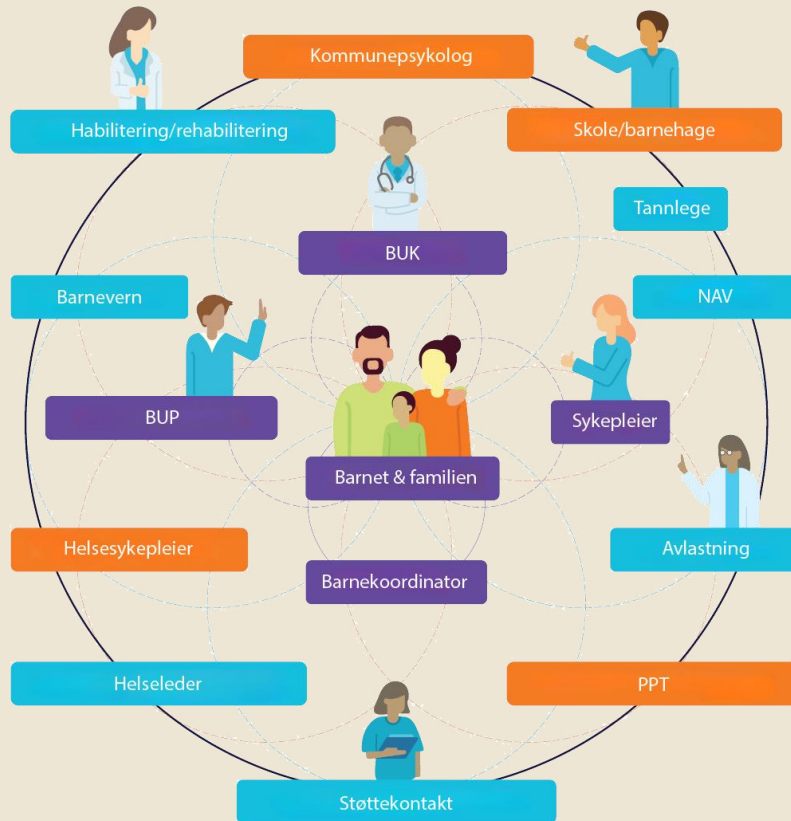 Kommunepsykolog
Habilitering/rehabilitering
Skole/barnehage
Tannlege
BUK
Barnevern
NAV
BUP
Sykepleier
Barnet & familien
Helsesykepleier
Avlastning
Barnekoordinator
Helseleder
PPT
Støttekontakt